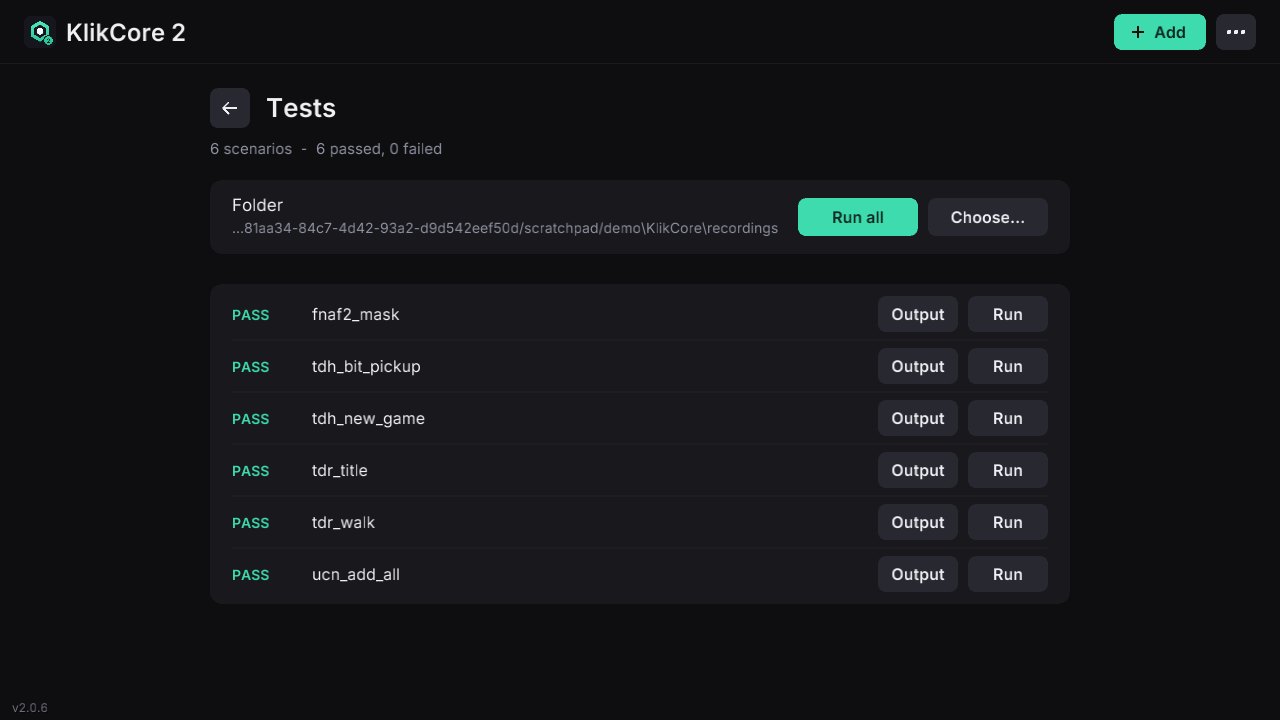 KlikCore 2
+ Add
Tests
6 scenarios - 6 passed, 0 failed
Folder
...81aa34-84c7-4d42-93a2-d9d542eef50d/scratchpad/demo\KlikCore\recordings
Run all
Choose...
PASS fnaf2_mask Output Run
PASS tdh_bit_pickup Output Run
PASS tdh_new_game Output Run
PASS tdr_title Output Run
PASS tdr_walk Output Run
PASS ucn_add_all Output Run
v2.0.6